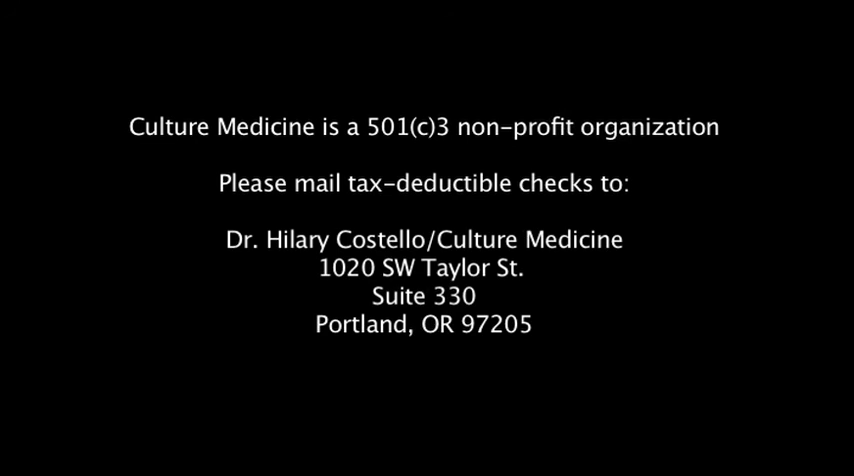 Culture Medicine is a 501(c)3 non-profit organization
Please mail tax-deductible checks to:
Dr. Hilary Costello/Culture Medicine
1020 SW Taylor St.
Suite 330
Portland, OR 97205